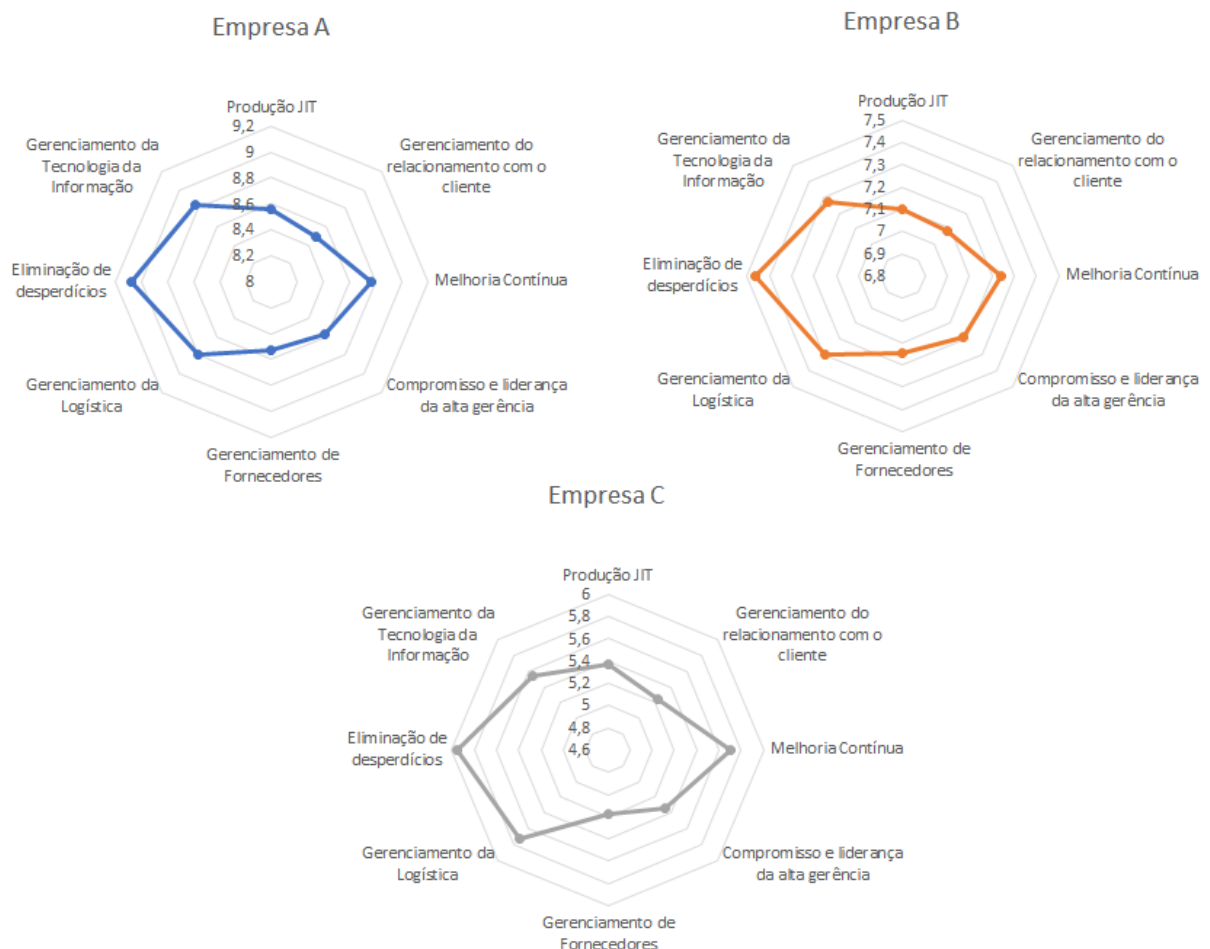 Empresa A
Produção JIT
9,2
9
8,8
8,6
8,4
8,2
8
Gerenciamento do
relacionamento com o
cliente
Melhoria Contínua
Compromisso e liderança
da alta gerência
Gerenciamento de
Fornecedores
Gerenciamento da
Logística
Eliminação de
desperdícios
Gerenciamento da
Tecnologia da
Informação
Empresa B
Produção JIT
7,5
7,4
7,3
7,2
7,1
7
6,9
6,8
Gerenciamento do
relacionamento com o
cliente
Melhoria Contínua
Compromisso e liderança
da alta gerência
Gerenciamento de
Fornecedores
Gerenciamento da
Logística
Eliminação de
desperdícios
Gerenciamento da
Tecnologia da
Informação
Empresa C
Produção JIT
6
5,8
5,6
5,4
5,2
5
4,8
4,6
Gerenciamento do
relacionamento com o
cliente
Melhoria Contínua
Compromisso e liderança
da alta gerência
Gerenciamento de
Fornecedores
Gerenciamento da
Logística
Eliminação de
desperdícios
Gerenciamento da
Tecnologia da
Informação